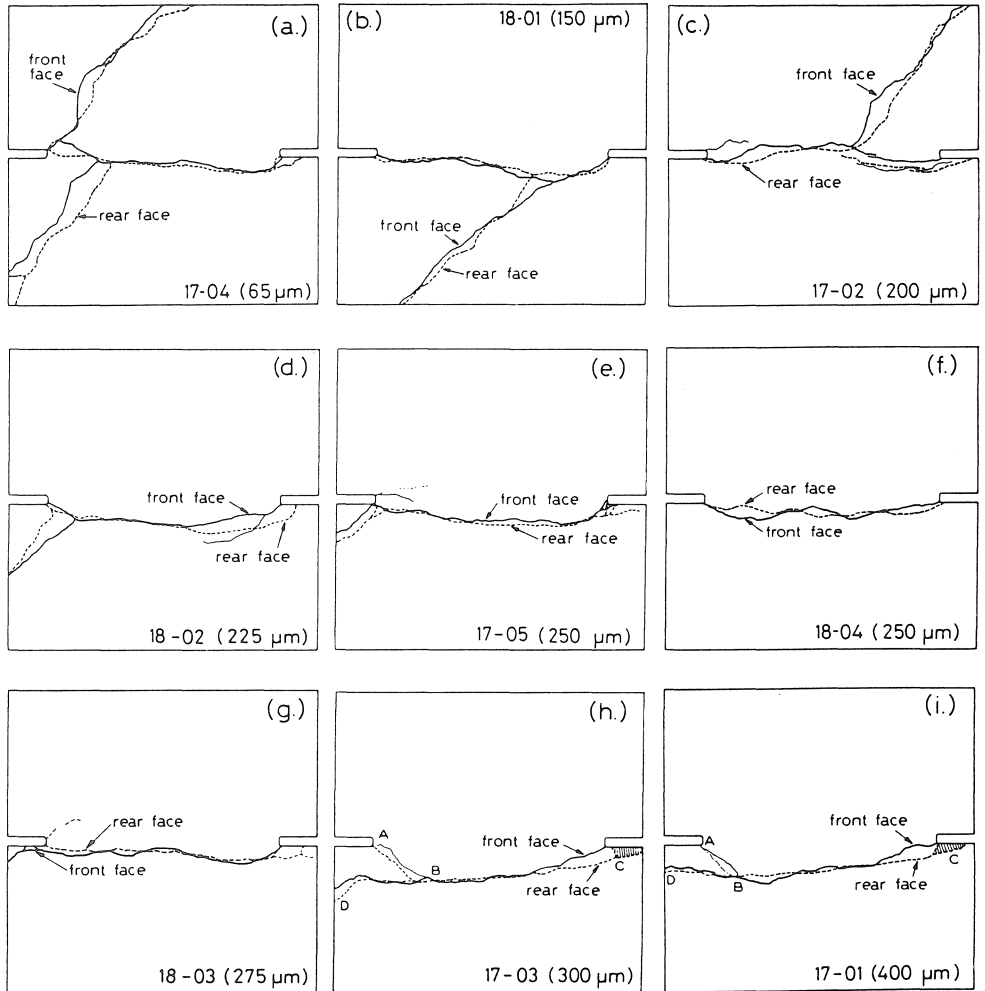 (a.)
front
face
rear face
17-04 (65 µm)
18-01 (150 µm)
(b.)
front face
rear face
(c.)
front face
rear face
17-02 (200 µm)
(d.)
front face
rear face
18-02 (225 µm)
(e.)
front face
rear face
17-05 (250 µm)
(f.)
rear face
front face
18-04 (250 µm)
(g.)
rear face
front face
18-03 (275 µm)
(h.)
A
front face
B
C
rear face
D
17-03 (300 µm)
(i.)
A
front face
C
D
B
rear face
17-01 (400 µm)